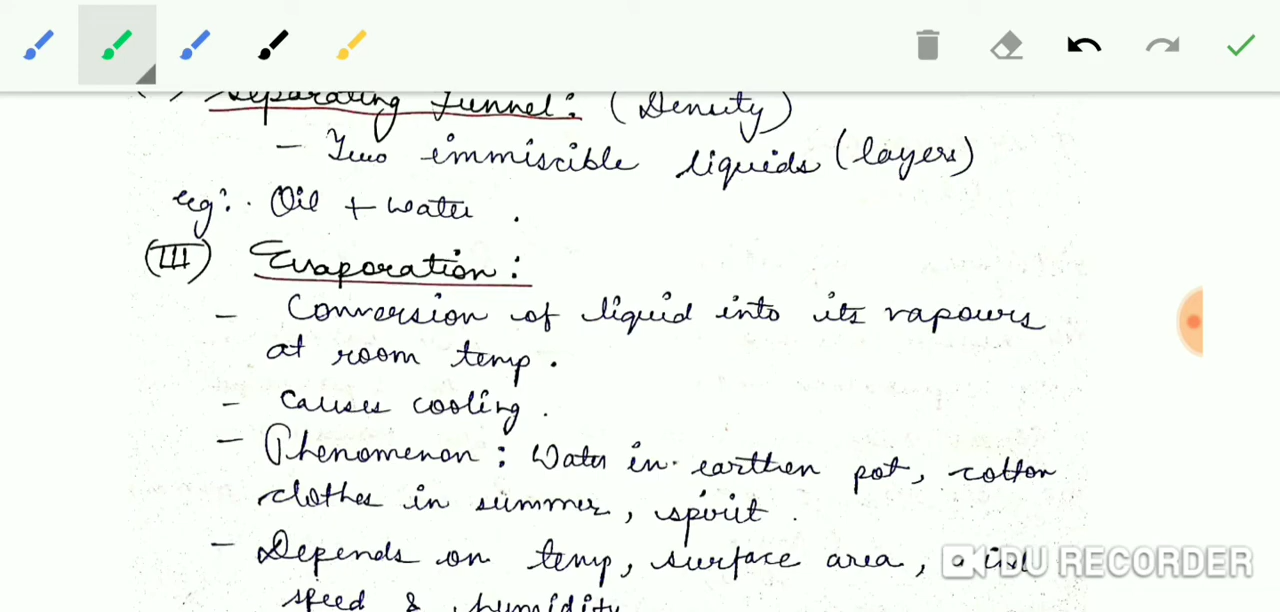 Separating funnel: (Density)
- Two immiscible liquids (layers)
eg:. Oil + water.
(III) Evaporation:
- Conversion of liquid into its vapours
at room temp.
- Causes cooling.
- Phenomenon: Water in earthen pot, cotton
clothes in summer, spirit.
- Depends on temp, surface area,
DU RECORDER
speed & humidity